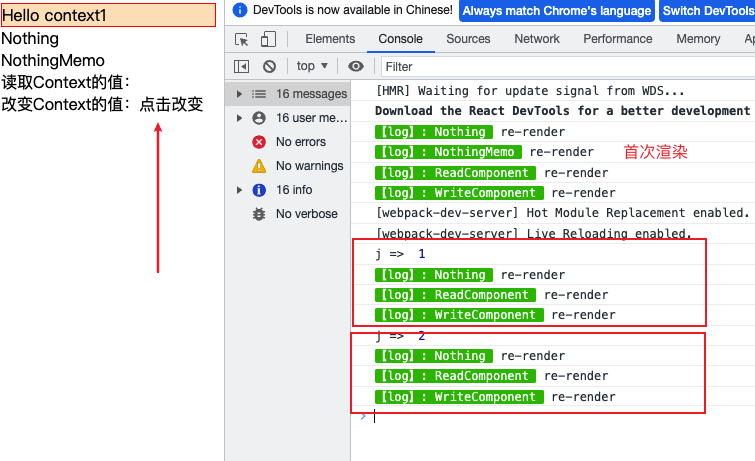 Hello context1
Nothing
NothingMemo
读取Context的值：
改变Context的值：点击改变
DevTools is now available in Chinese!
Always match Chrome's language
Switch DevTools
Elements
Console
Sources
Network
Performance
Memory
top
Filter
16 messages
16 user me...
No errors
No warnings
16 info
No verbose
[HMR] Waiting for update signal from WDS...
Download the React DevTools for a better development
【log】: Nothing re-render
【log】: NothingMemo re-render
首次渲染
【log】: ReadComponent re-render
【log】: WriteComponent re-render
[webpack-dev-server] Hot Module Replacement enabled.
[webpack-dev-server] Live Reloading enabled.
j => 1
【log】: Nothing re-render
【log】: ReadComponent re-render
【log】: WriteComponent re-render
j => 2
【log】: Nothing re-render
【log】: ReadComponent re-render
【log】: WriteComponent re-render